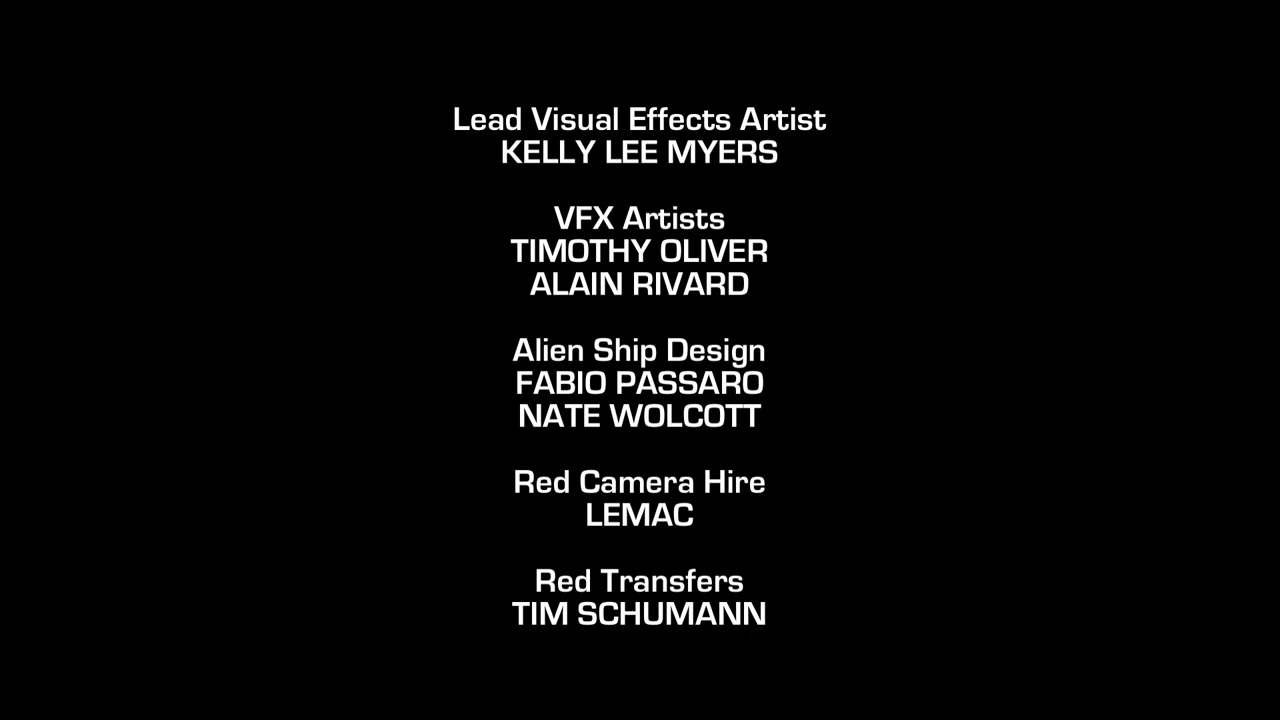 Lead Visual Effects Artist
KELLY LEE MYERS
VFX Artists
TIMOTHY OLIVER
ALAIN RIVARD
Alien Ship Design
FABIO PASSARO
NATE WOLCOTT
Red Camera Hire
LEMAC
Red Transfers
TIM SCHUMANN